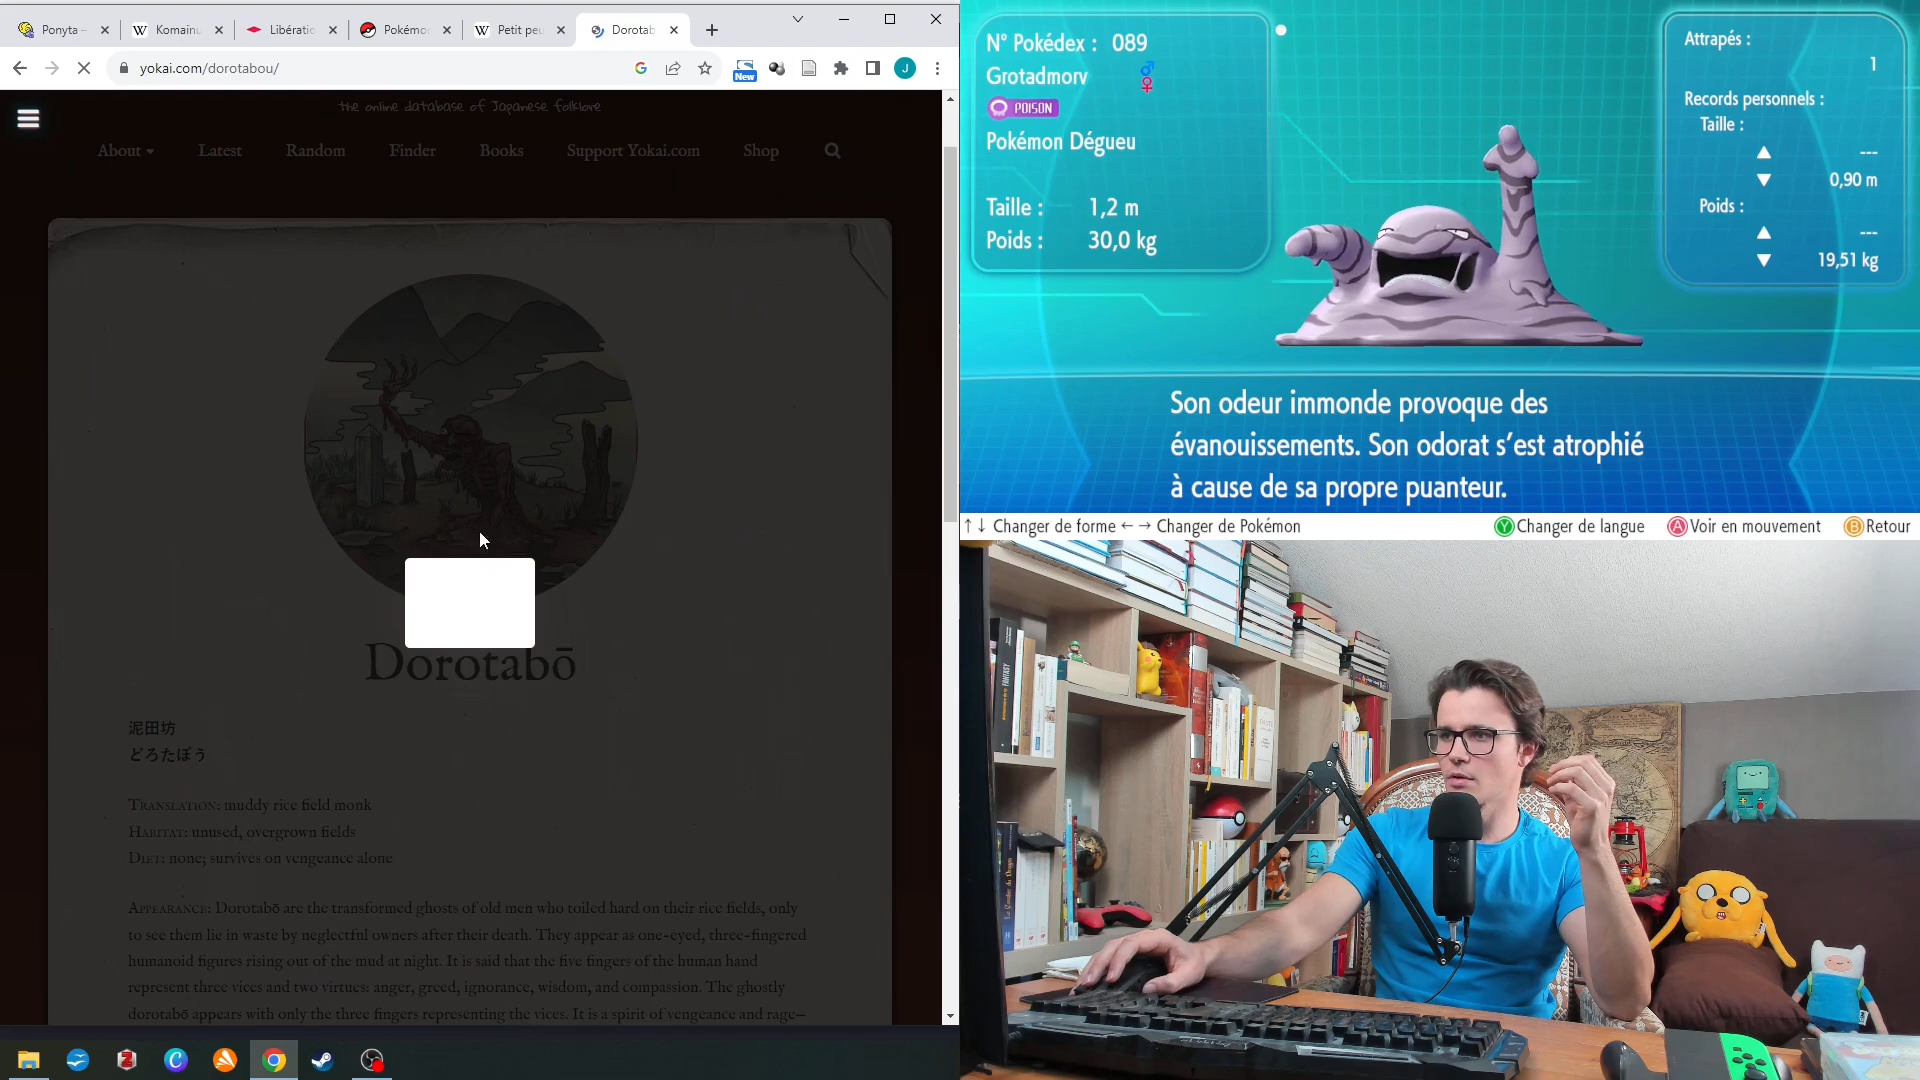 Ponyta –
Komainu
Libératio
Pokémo
Petit peu
Dorotab
yokai.com/dorotabou/
New
J
the online database of Japanese folklore
About
Latest
Random
Finder
Books
Support Yokai.com
Shop
Dorotabō
泥田坊
どろたぼう
Translation: muddy rice field monk
Habitat: unused, overgrown fields
Diet: none; survives on vengeance alone
Appearance: Dorotabō are the transformed ghosts of old men who toiled hard on their rice fields, only
to see them lie in waste by neglectful owners after their death. They appear as one-eyed, three-fingered
humanoid figures rising out of the mud at night. It is said that the five fingers of the human hand
represent three vices and two virtues: anger, greed, ignorance, wisdom, and compassion. The ghostly
dorotabō appears with only the three fingers representing the vices. It is a spirit of vengeance and rage—
N° Pokédex : 089
Grotadmorv
POISON
Pokémon Dégueu
Taille : 1,2 m
Poids : 30,0 kg
Attrapés :
1
Records personnels :
Taille :
▲ ---
▼ 0,90 m
Poids :
▲ ---
▼ 19,51 kg
Son odeur immonde provoque des
évanouissements. Son odorat s'est atrophié
à cause de sa propre puanteur.
↑↓ Changer de forme ←→ Changer de Pokémon Y Changer de langue A Voir en mouvement B Retour